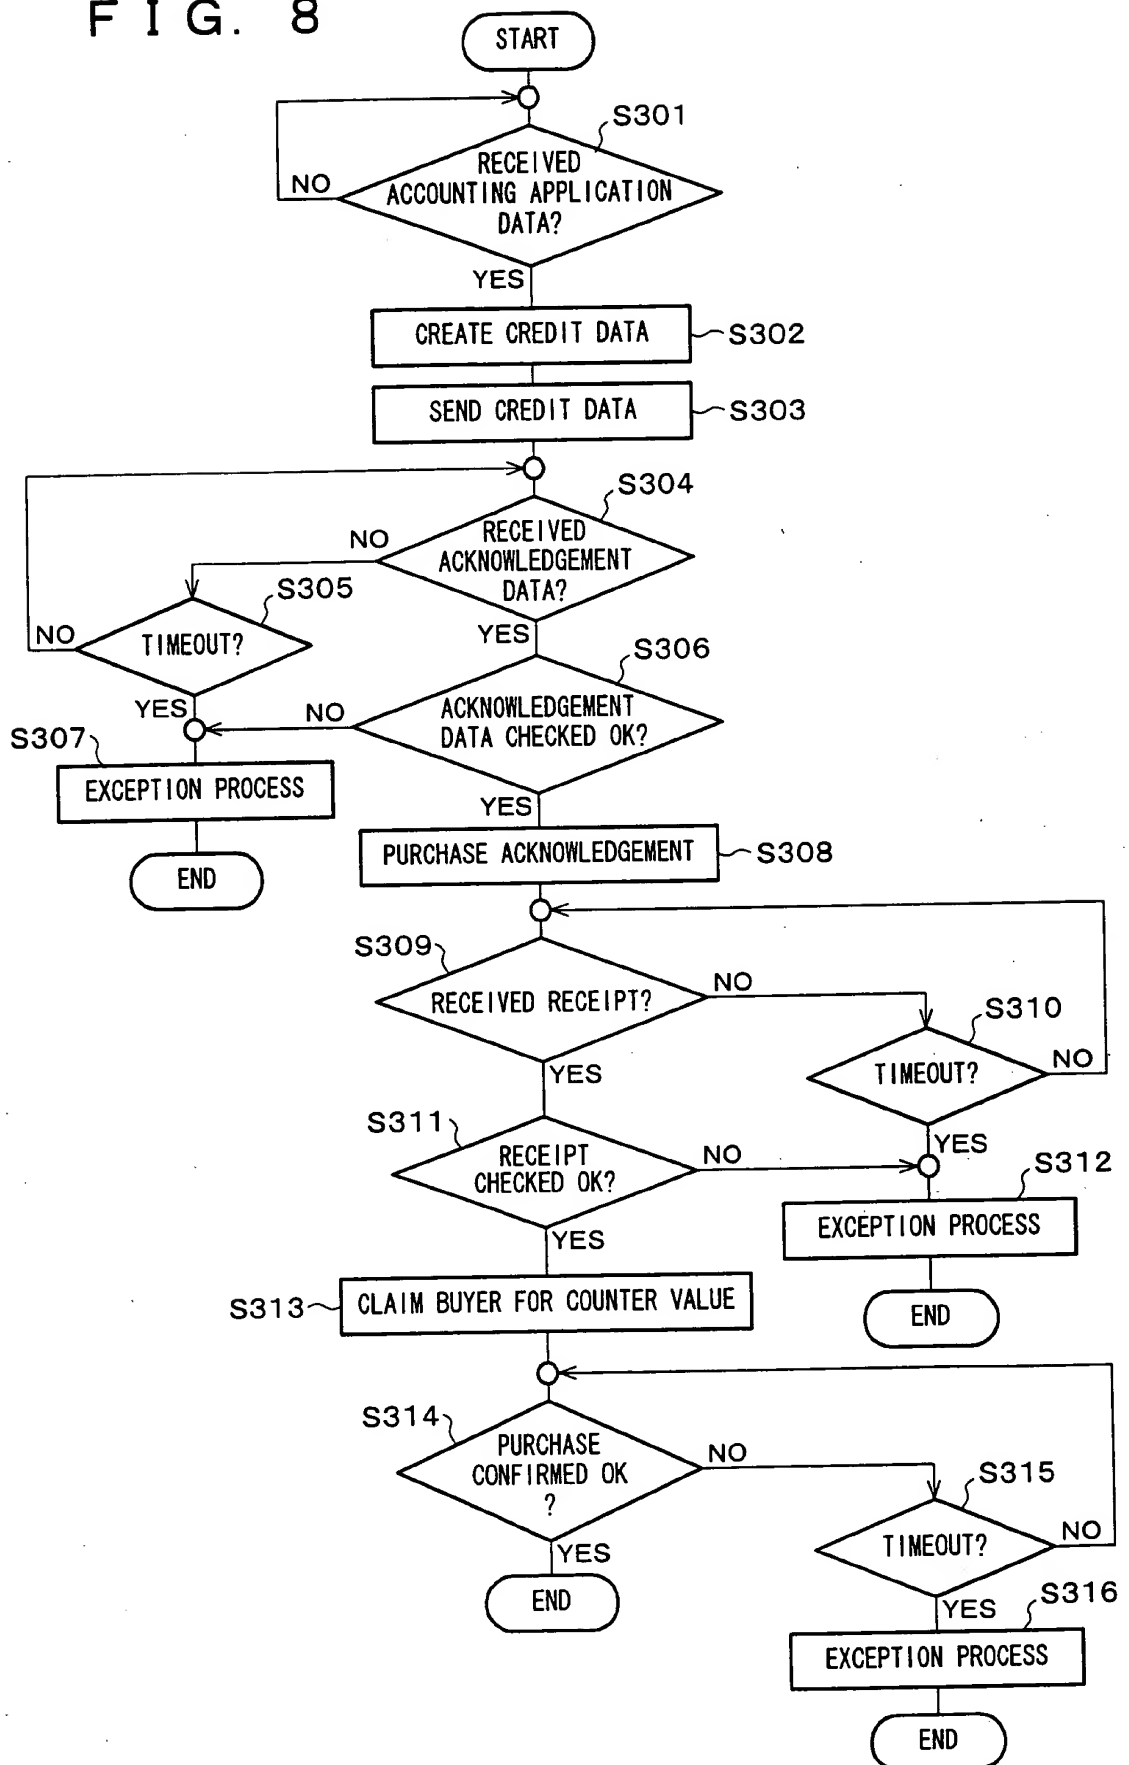 FIG. 8
START
S301
RECEIVED
ACCOUNTING APPLICATION
DATA?
NO
YES
CREATE CREDIT DATA
S302
SEND CREDIT DATA
S303
S304
RECEIVED
ACKNOWLEDGEMENT
DATA?
NO
S305
TIMEOUT?
NO
YES
YES
S306
ACKNOWLEDGEMENT
DATA CHECKED OK?
NO
S307
EXCEPTION PROCESS
END
YES
PURCHASE ACKNOWLEDGEMENT
S308
S309
RECEIVED RECEIPT?
NO
S310
TIMEOUT?
NO
YES
YES
S311
RECEIPT
CHECKED OK?
NO
S312
EXCEPTION PROCESS
END
YES
S313
CLAIM BUYER FOR COUNTER VALUE
S314
PURCHASE
CONFIRMED OK
?
NO
S315
TIMEOUT?
NO
YES
END
YES
S316
EXCEPTION PROCESS
END